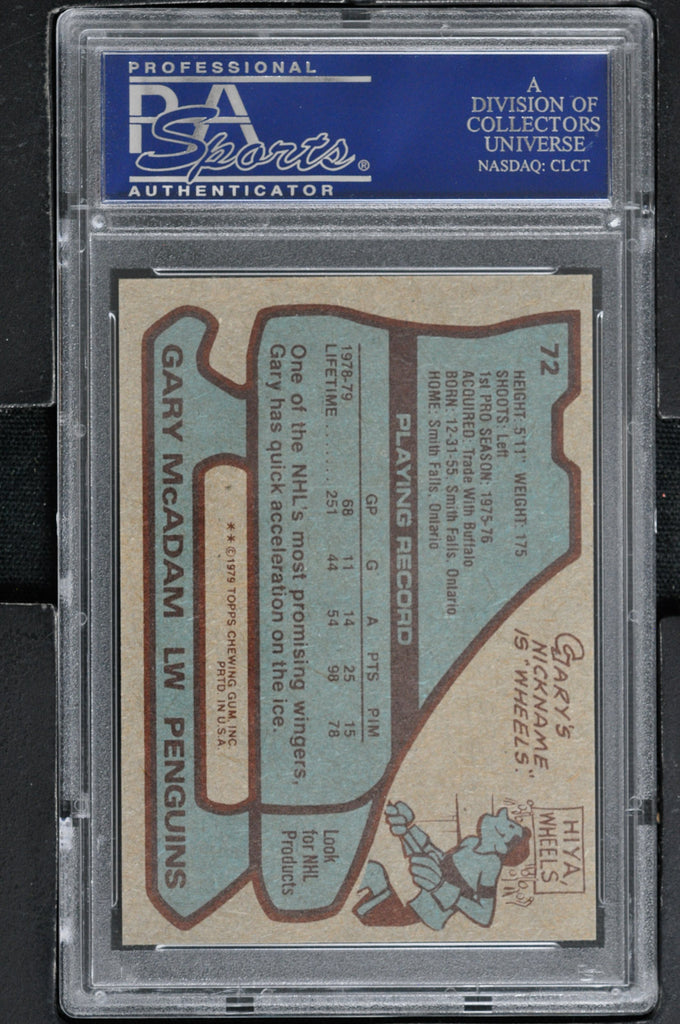 PROFESSIONAL
PSA
Sports®
AUTHENTICATOR
A
DIVISION OF
COLLECTORS
UNIVERSE
NASDAQ: CLCT
72
HEIGHT: 5'11" WEIGHT: 175
SHOOTS: Left
1st PRO SEASON: 1975-76
ACQUIRED: Trade With Buffalo
BORN: 12-31-55, Smith Falls, Ontario
HOME: Smith Falls, Ontario
GARY'S
NICKNAME
IS "WHEELS."
HIYA,
WHEELS
PLAYING RECORD
GP G A PTS PIM
1978-79 68 11 14 25 15
LIFETIME........ 251 44 54 98 78
One of the NHL's most promising wingers,
Gary has quick acceleration on the ice.
Look
for NHL
Products
**©1979 TOPPS CHEWING GUM, INC.
PRTD. IN U.S.A.
GARY McADAM LW PENGUINS